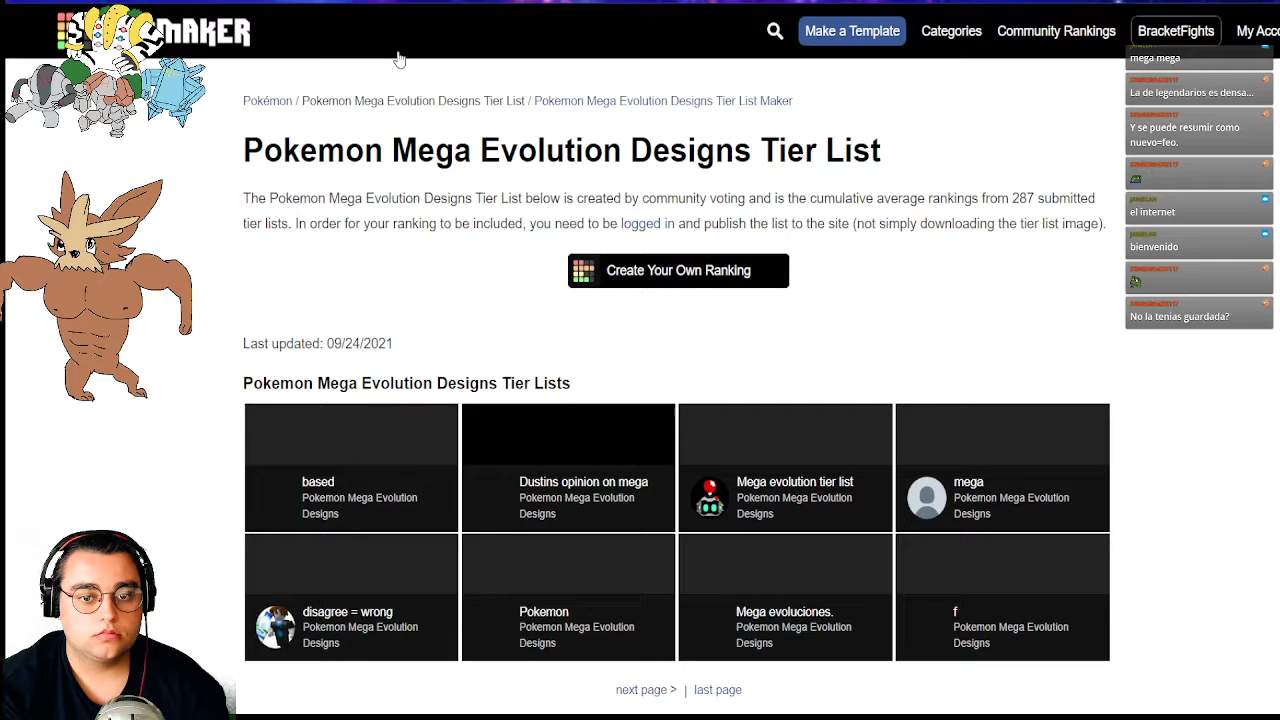 MAKER
Make a Template
Categories
Community Rankings
BracketFights
My Acco
Pokémon / Pokemon Mega Evolution Designs Tier List / Pokemon Mega Evolution Designs Tier List Maker
Pokemon Mega Evolution Designs Tier List
The Pokemon Mega Evolution Designs Tier List below is created by community voting and is the cumulative average rankings from 287 submitted
tier lists. In order for your ranking to be included, you need to be logged in and publish the list to the site (not simply downloading the tier list image).
Create Your Own Ranking
Last updated: 09/24/2021
Pokemon Mega Evolution Designs Tier Lists
based
Pokemon Mega Evolution
Designs
Dustins opinion on mega
Pokemon Mega Evolution
Designs
Mega evolution tier list
Pokemon Mega Evolution
Designs
mega
Pokemon Mega Evolution
Designs
disagree = wrong
Pokemon Mega Evolution
Designs
Pokemon
Pokemon Mega Evolution
Designs
Mega evoluciones.
Pokemon Mega Evolution
Designs
f
Pokemon Mega Evolution
Designs
next page > | last page
mega mega
La de legendarios es densa...
Y se puede resumir como
nuevo=feo.
el internet
bienvenido
No la tenias guardada?